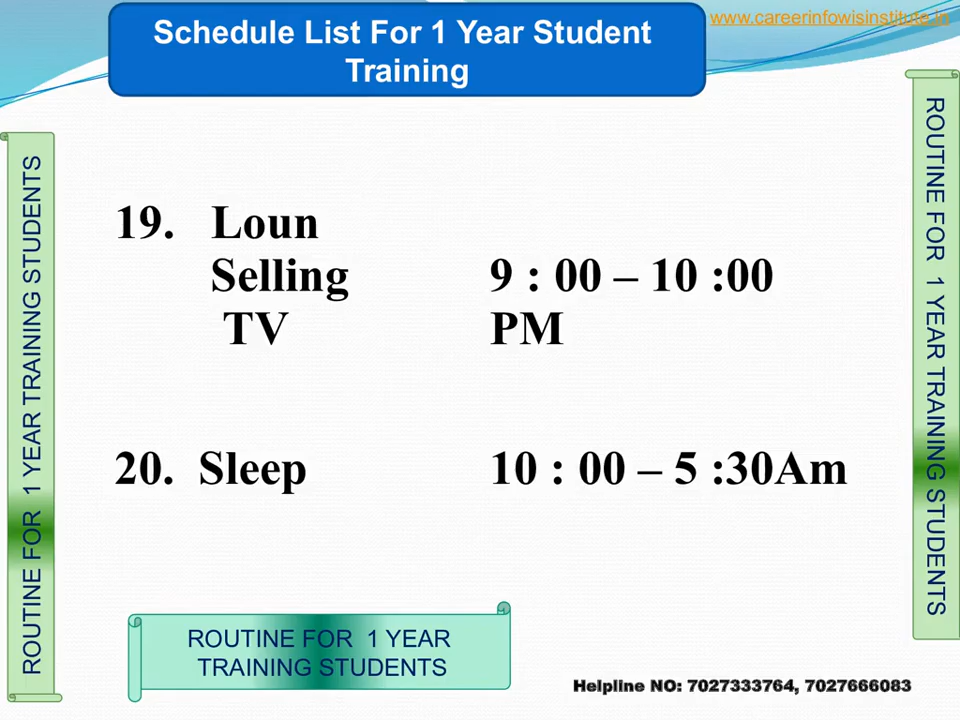 www.careerinfowisinstitute.in
Schedule List For 1 Year Student
Training
ROUTINE FOR 1 YEAR TRAINING STUDENTS
ROUTINE FOR 1 YEAR TRAINING STUDENTS
19. Loun
Selling 9 : 00 – 10 :00
TV PM
20. Sleep 10 : 00 – 5 :30Am
ROUTINE FOR 1 YEAR
TRAINING STUDENTS
Helpline NO: 7027333764, 7027666083